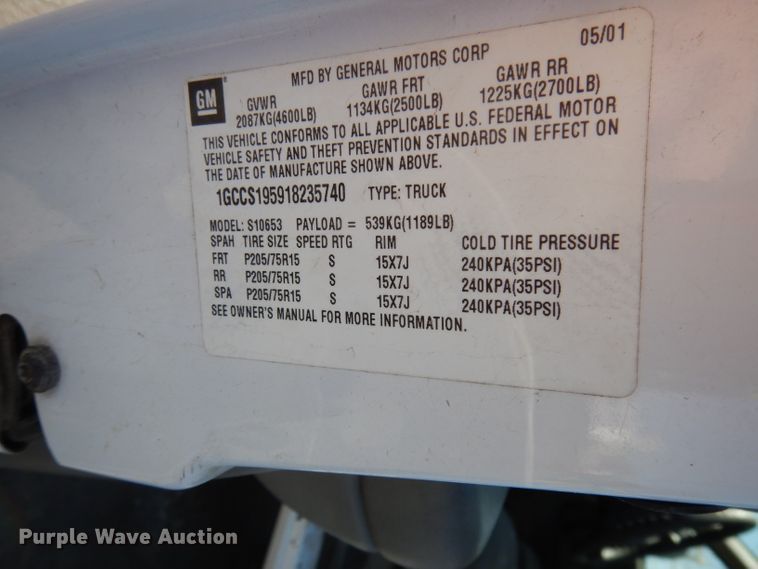 05/01
MFD BY GENERAL MOTORS CORP
GM
GVWR GAWR FRT GAWR RR
2087KG(4600LB) 1134KG(2500LB) 1225KG(2700LB)
THIS VEHICLE CONFORMS TO ALL APPLICABLE U.S. FEDERAL MOTOR
VEHICLE SAFETY AND THEFT PREVENTION STANDARDS IN EFFECT ON
THE DATE OF MANUFACTURE SHOWN ABOVE.
1GCCS195918235740 TYPE: TRUCK
MODEL: S10653 PAYLOAD = 539KG(1189LB)
SPAH TIRE SIZE SPEED RTG RIM COLD TIRE PRESSURE
FRT P205/75R15 S 15X7J 240KPA(35PSI)
RR P205/75R15 S 15X7J 240KPA(35PSI)
SPA P205/75R15 S 15X7J 240KPA(35PSI)
SEE OWNER'S MANUAL FOR MORE INFORMATION.
Purple Wave Auction